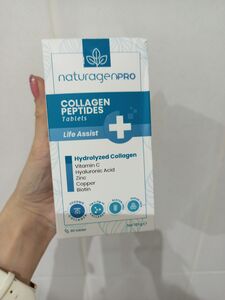 naturagenPRO
COLLAGEN
PEPTIDES
Tablets
Life Assist
Hydrolyzed Collagen
Vitamin C
Hyaluronic Acid
Zinc
Copper
Biotin